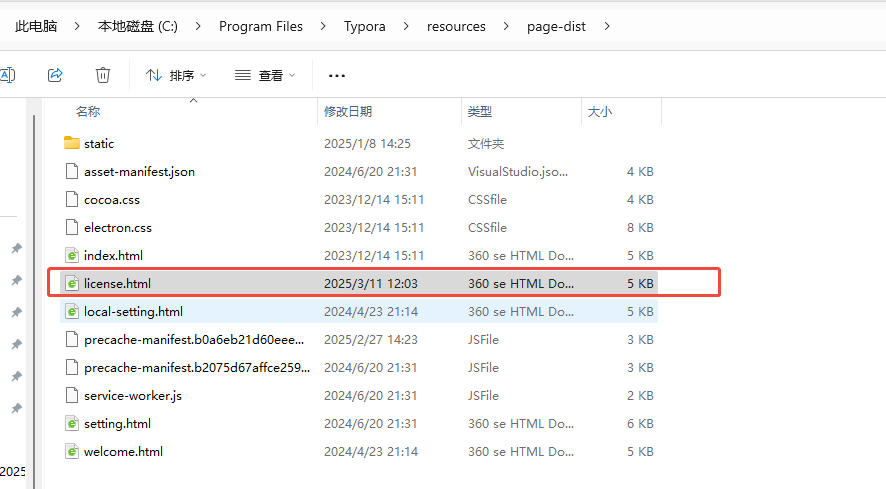 此电脑 > 本地磁盘 (C:) > Program Files > Typora > resources > page-dist >
A 排序 查看 ...
名称 修改日期 类型 大小
static 2025/1/8 14:25 文件夹
asset-manifest.json 2024/6/20 21:31 VisualStudio.jso... 4 KB
cocoa.css 2023/12/14 15:11 CSSfile 4 KB
electron.css 2023/12/14 15:11 CSSfile 8 KB
index.html 2023/12/14 15:11 360 se HTML Do... 5 KB
license.html 2025/3/11 12:03 360 se HTML Do... 5 KB
local-setting.html 2024/4/23 21:14 360 se HTML Do... 5 KB
precache-manifest.b0a6eb21d60eee... 2025/2/27 14:23 JSFile 3 KB
precache-manifest.b2075d67affce259... 2024/6/20 21:31 JSFile 3 KB
service-worker.js 2024/6/20 21:31 JSFile 2 KB
setting.html 2024/6/20 21:31 360 se HTML Do... 6 KB
welcome.html 2024/4/23 21:14 360 se HTML Do... 5 KB
2025